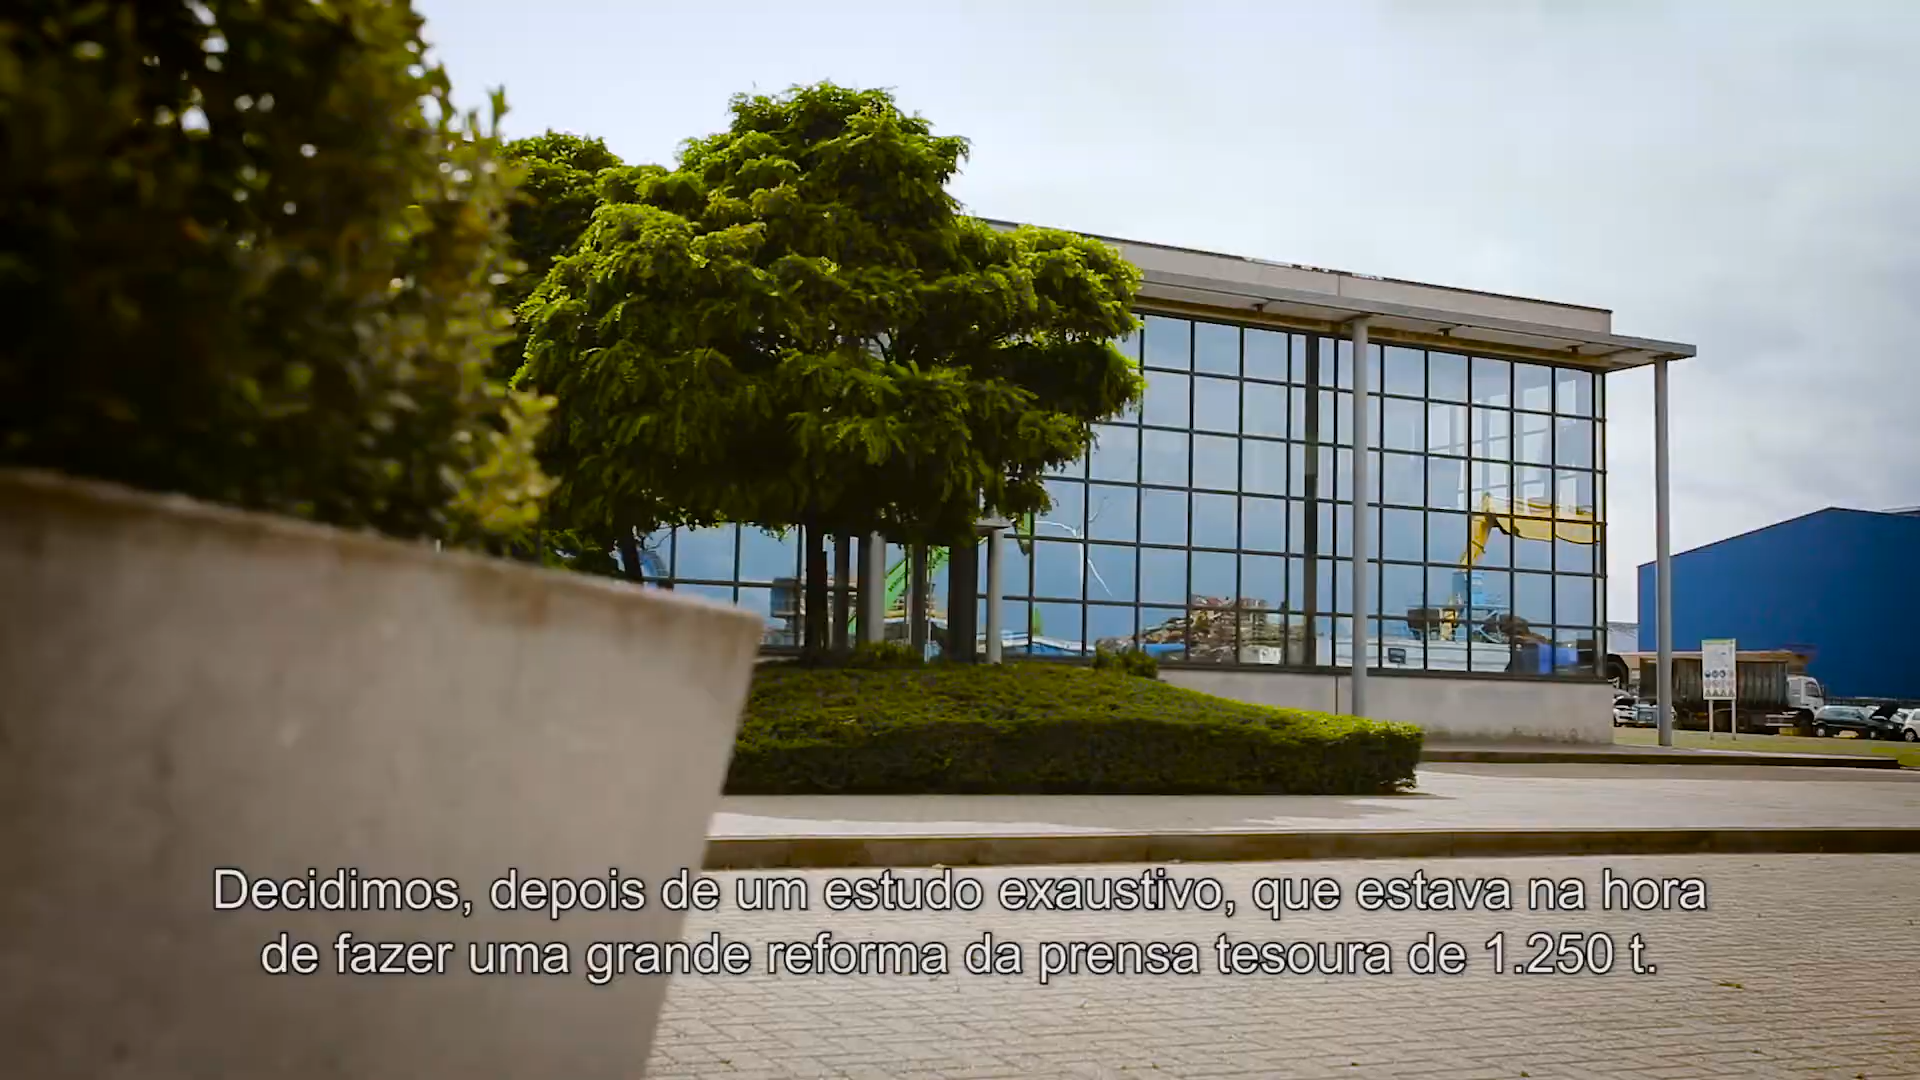 Decidimos, depois de um estudo exaustivo, que estava na hora
de fazer uma grande reforma da prensa tesoura de 1.250 t.